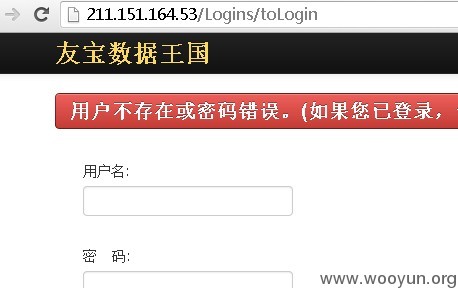 211.151.164.53/Logins/toLogin
友宝数据王国
用户不存在或密码错误。(如果您已登录，
用户名:
密 码:
www.wooyun.org